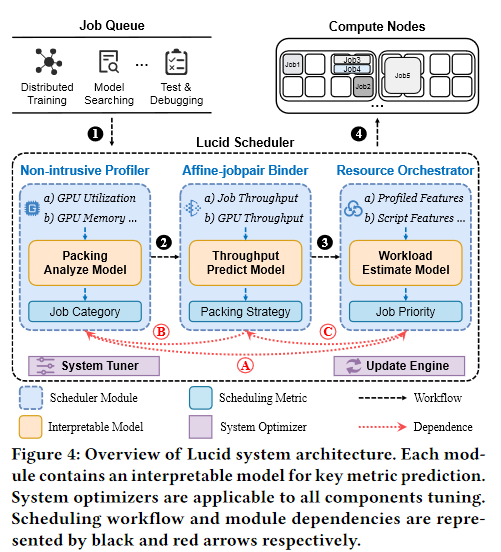 Job Queue
Compute Nodes
Distributed
Training
Model
Searching
...
Test &
Debugging
Job1
Job3
Job4
Job2
Job5
1
4
Lucid Scheduler
Non-intrusive Profiler
Affine-jobpair Binder
Resource Orchestrator
a) GPU Utilization
b) GPU Memory ...
a) Job Throughput
b) GPU Throughput
a) Profiled Features
b) Script Features ...
2
3
Packing
Analyze Model
Throughput
Predict Model
Workload
Estimate Model
Job Category
Packing Strategy
Job Priority
B
C
A
System Tuner
Update Engine
Scheduler Module
Scheduling Metric
Workflow
Interpretable Model
System Optimizer
Dependence
Figure 4: Overview of Lucid system architecture. Each mod-
ule contains an interpretable model for key metric prediction.
System optimizers are applicable to all components tuning.
Scheduling workflow and module dependencies are repre-
sented by black and red arrows respectively.